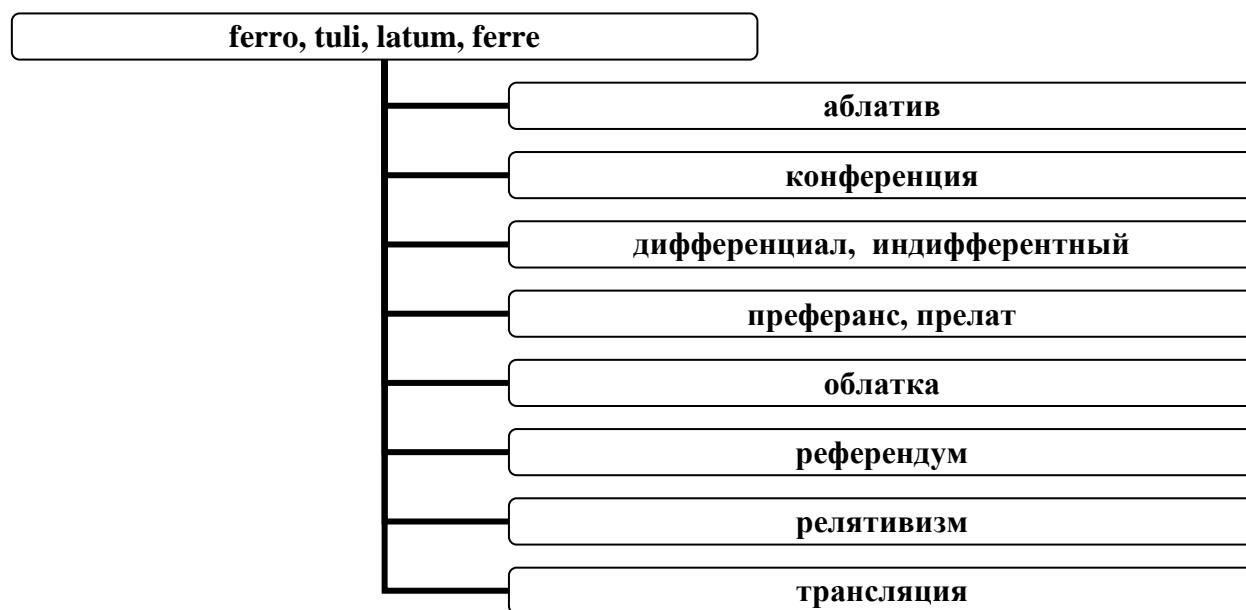 ferro, tuli, latum, ferre
аблатив
конференция
дифференциал, индифферентный
преферанс, прелат
облатка
референдум
релятивизм
трансляция